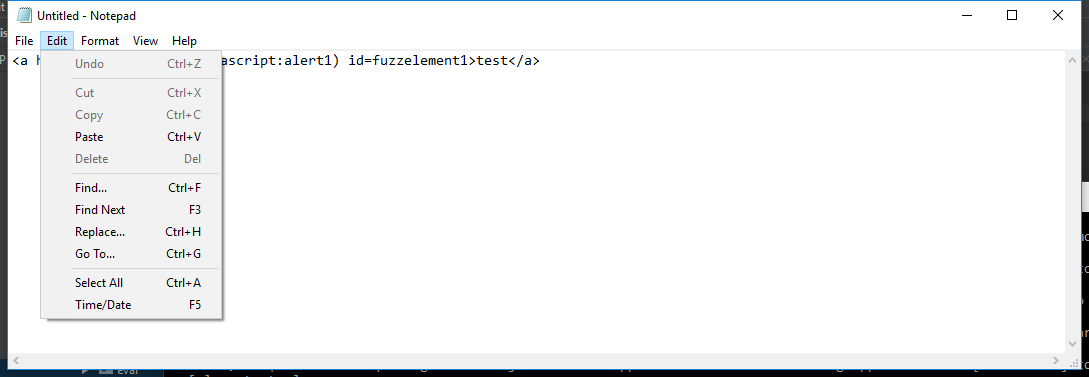 Untitled - Notepad
File Edit Format View Help
<a h ascript:alert1) id=fuzzelement1>test</a>
Undo Ctrl+Z
Cut Ctrl+X
Copy Ctrl+C
Paste Ctrl+V
Delete Del
Find... Ctrl+F
Find Next F3
Replace... Ctrl+H
Go To... Ctrl+G
Select All Ctrl+A
Time/Date F5
eval